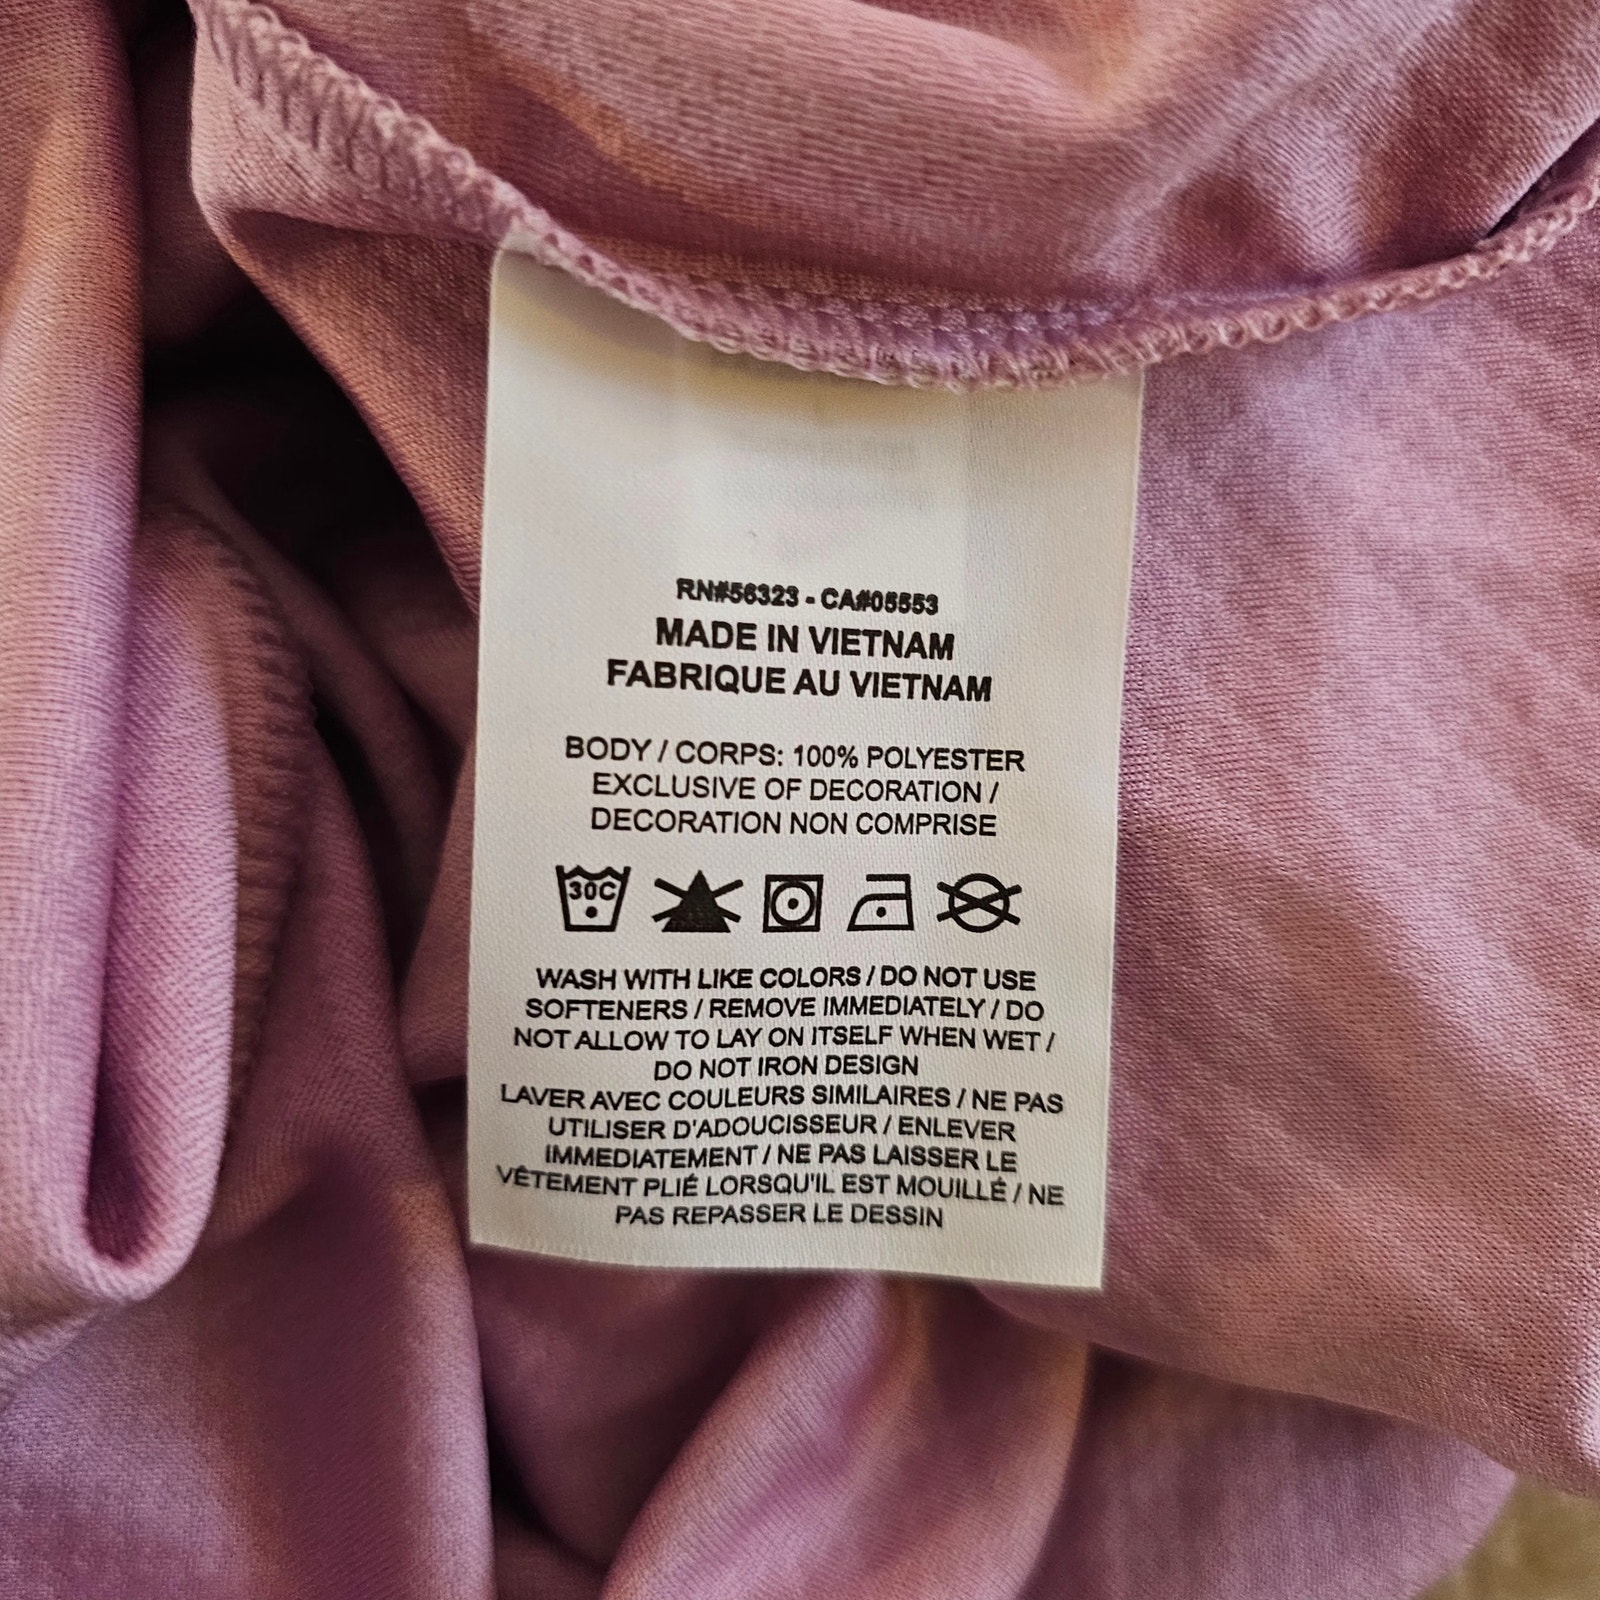 RN#56323 - CA#05553
MADE IN VIETNAM
FABRIQUE AU VIETNAM
BODY / CORPS: 100% POLYESTER
EXCLUSIVE OF DECORATION /
DECORATION NON COMPRISE
30C
WASH WITH LIKE COLORS / DO NOT USE
SOFTENERS / REMOVE IMMEDIATELY / DO
NOT ALLOW TO LAY ON ITSELF WHEN WET /
DO NOT IRON DESIGN
LAVER AVEC COULEURS SIMILAIRES / NE PAS
UTILISER D'ADOUCISSEUR / ENLEVER
IMMEDIATEMENT / NE PAS LAISSER LE
VÊTEMENT PLIÉ LORSQU'IL EST MOUILLÉ / NE
PAS REPASSER LE DESSIN